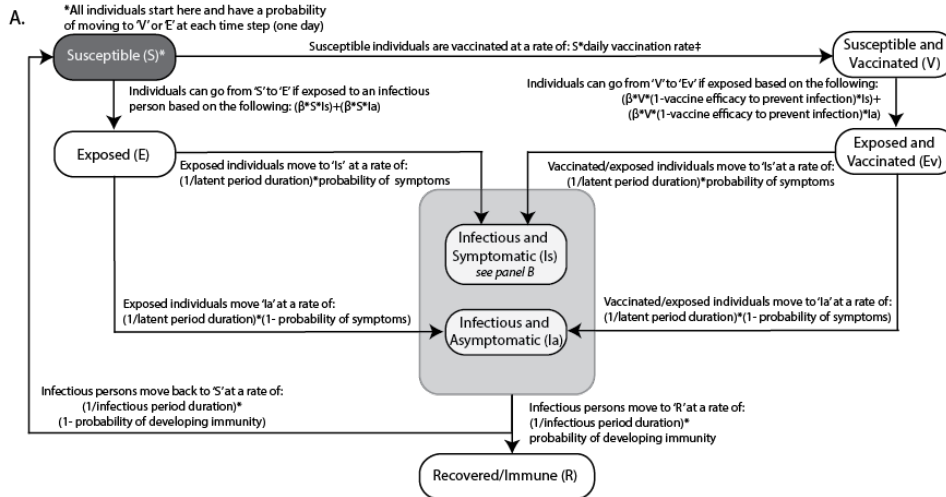 A.
*All individuals start here and have a probability
of moving to 'V' or 'E' at each time step (one day)
Susceptible (S)*
Susceptible individuals are vaccinated at a rate of: S*daily vaccination rate‡
Susceptible and
Vaccinated (V)
Individuals can go from 'S' to 'E' if exposed to an infectious
person based on the following: (β*S*Is)+(β*S*Ia)
Individuals can go from 'V' to 'Ev' if exposed based on the following:
(β*V*(1-vaccine efficacy to prevent infection)*Is)+
(β*V*(1-vaccine efficacy to prevent infection)*Ia)
Exposed (E)
Exposed individuals move to 'Is' at a rate of:
(1/latent period duration)*probability of symptoms
Vaccinated/exposed individuals move to 'Is' at a rate of:
(1/latent period duration)*probability of symptoms
Exposed and
Vaccinated (Ev)
Infectious and
Symptomatic (Is)
see panel B
Exposed individuals move 'Ia' at a rate of:
(1/latent period duration)*(1- probability of symptoms)
Infectious and
Asymptomatic (Ia)
Vaccinated/exposed individuals move to 'Ia' at a rate of:
(1/latent period duration)*(1- probability of symptoms)
Infectious persons move back to 'S' at a rate of:
(1/infectious period duration)*
(1- probability of developing immunity)
Infectious persons move to 'R' at a rate of:
(1/infectious period duration)*
probability of developing immunity
Recovered/Immune (R)